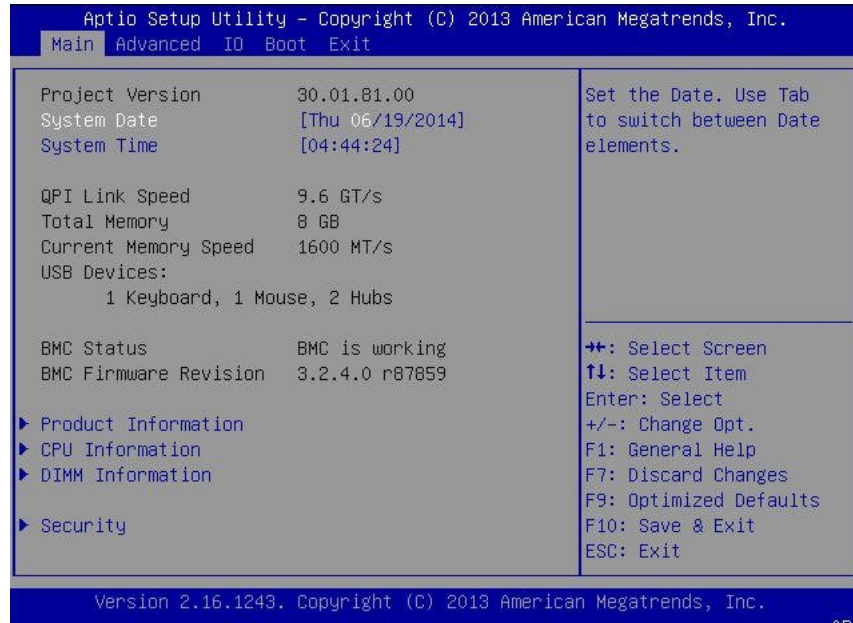 Aptio Setup Utility – Copyright (C) 2013 American Megatrends, Inc.
Main Advanced IO Boot Exit
Project Version 30.01.81.00
System Date [Thu 06/19/2014]
System Time [04:44:24]
QPI Link Speed 9.6 GT/s
Total Memory 8 GB
Current Memory Speed 1600 MT/s
USB Devices:
1 Keyboard, 1 Mouse, 2 Hubs
BMC Status BMC is working
BMC Firmware Revision 3.2.4.0 r87859
Product Information
CPU Information
DIMM Information
Security
Set the Date. Use Tab
to switch between Date
elements.
→←: Select Screen
↑↓: Select Item
Enter: Select
+/-: Change Opt.
F1: General Help
F7: Discard Changes
F9: Optimized Defaults
F10: Save & Exit
ESC: Exit
Version 2.16.1243. Copyright (C) 2013 American Megatrends, Inc.